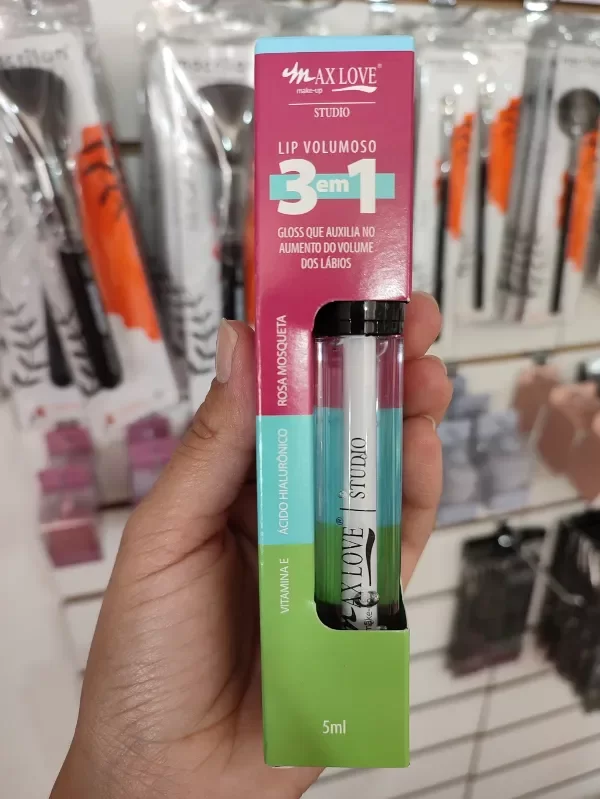 MAX LOVE®
make-up
STUDIO
LIP VOLUMOSO
3 em 1
GLOSS QUE AUXILIA NO
AUMENTO DO VOLUME
DOS LÁBIOS
ROSA MOSQUETA
ÁCIDO HIALURÔNICO
VITAMINA E
MAX LOVE®
make-
STUDIO
5ml